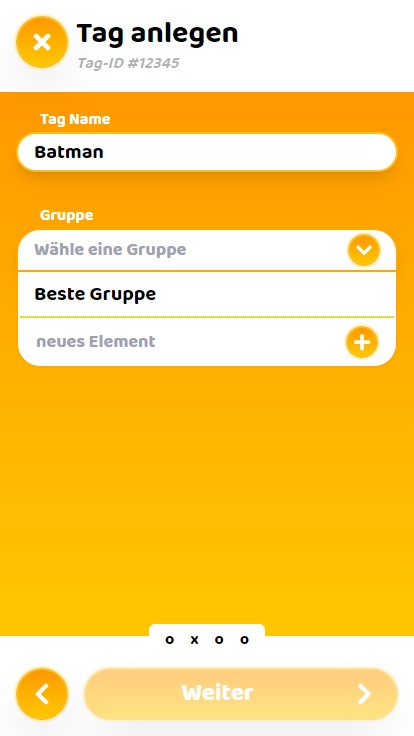 Tag anlegen
Tag-ID #12345
Tag Name
Batman
Gruppe
Wähle eine Gruppe
Beste Gruppe
neues Element
o x o o
Weiter